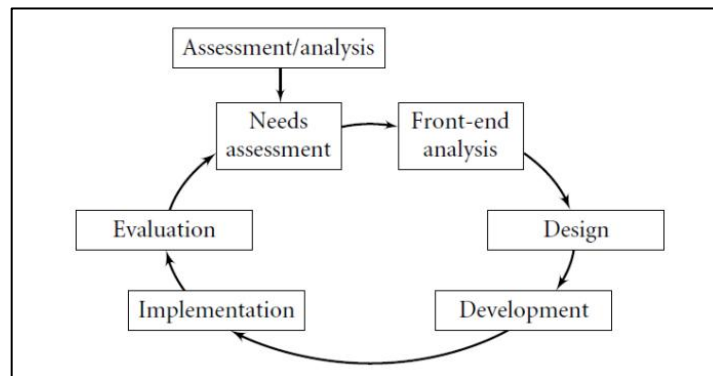 Assessment/analysis
Needs
assessment
Front-end
analysis
Evaluation
Design
Implementation
Development